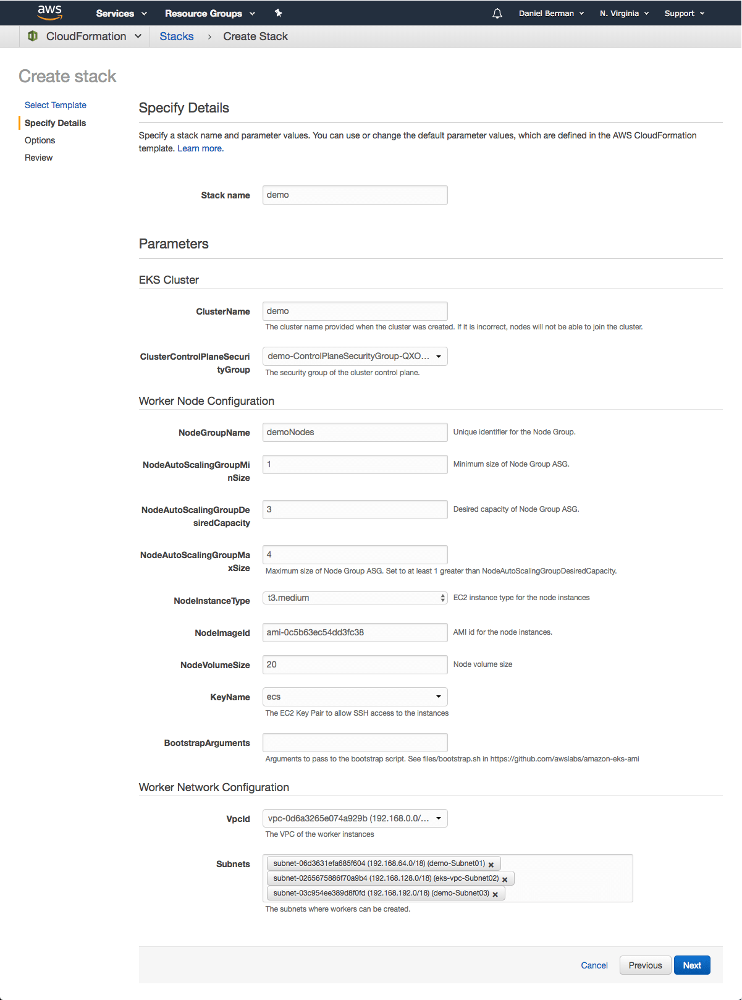 aws Services Resource Groups Daniel Berman N. Virginia Support
CloudFormation Stacks › Create Stack
Create stack
Select Template
Specify Details
Options
Review
Specify Details
Specify a stack name and parameter values. You can use or change the default parameter values, which are defined in the AWS CloudFormation
template. Learn more.
Stack name demo
Parameters
EKS Cluster
ClusterName demo
The cluster name provided when the cluster was created. If it is incorrect, nodes will not be able to join the cluster.
ClusterControlPlaneSecuri demo-ControlPlaneSecurityGroup-QXO...
tyGroup The security group of the cluster control plane.
Worker Node Configuration
NodeGroupName demoNodes Unique identifier for the Node Group.
NodeAutoScalingGroupMi 1 Minimum size of Node Group ASG.
nSize
NodeAutoScalingGroupDe 3 Desired capacity of Node Group ASG.
siredCapacity
NodeAutoScalingGroupMa 4
xSize Maximum size of Node Group ASG. Set to at least 1 greater than NodeAutoScalingGroupDesiredCapacity.
NodeInstanceType t3.medium EC2 instance type for the node instances
NodeImageId ami-0c5b63ec54dd3fc38 AMI id for the node instances.
NodeVolumeSize 20 Node volume size
KeyName ecs
The EC2 Key Pair to allow SSH access to the instances
BootstrapArguments
Arguments to pass to the bootstrap script. See files/bootstrap.sh in https://github.com/awslabs/amazon-eks-ami
Worker Network Configuration
VpcId vpc-0d6a3265e074a929b (192.168.0.0/...
The VPC of the worker instances
Subnets subnet-06d3631efa685f604 (192.168.64.0/18) (demo-Subnet01)
subnet-0265675886f70a9b4 (192.168.128.0/18) (eks-vpc-Subnet02)
subnet-03c954ee389d8f0fd (192.168.192.0/18) (demo-Subnet03)
The subnets where workers can be created.
Cancel Previous Next